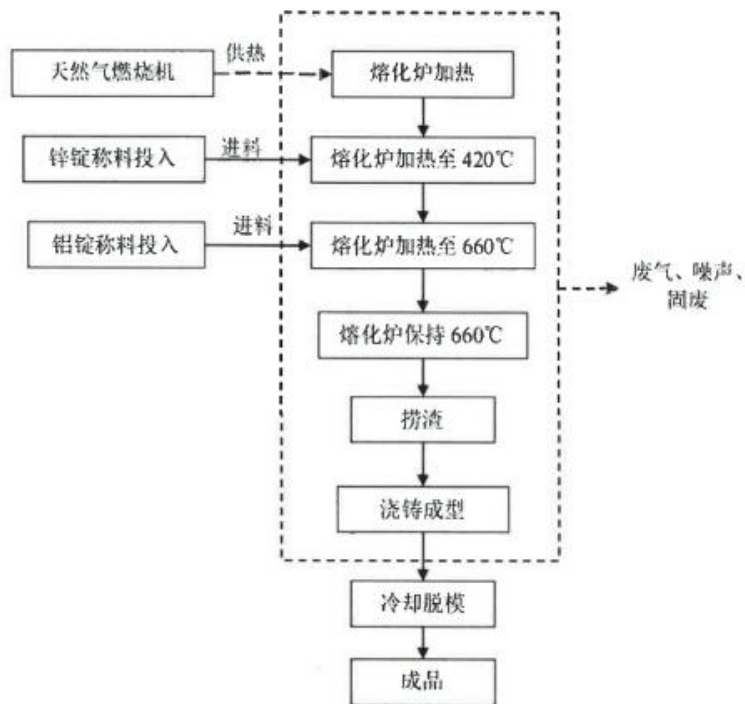 供热
天然气燃烧机
熔化炉加热
进料
锌锭称料投入
熔化炉加热至 420℃
进料
铝锭称料投入
熔化炉加热至 660℃
废气、噪声、
固废
熔化炉保持 660℃
捞渣
浇铸成型
冷却脱模
成品